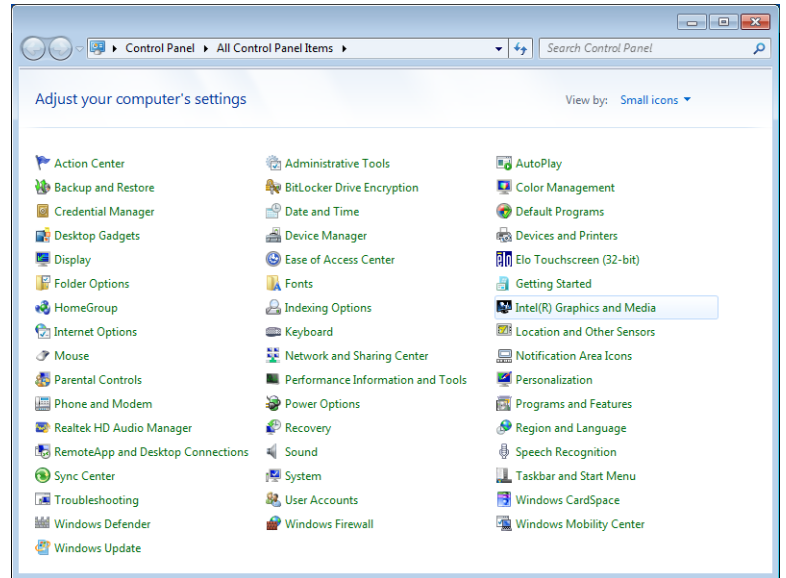 Control Panel All Control Panel Items Search Control Panel
Adjust your computer's settings View by: Small icons
Action Center Administrative Tools AutoPlay
Backup and Restore BitLocker Drive Encryption Color Management
Credential Manager Date and Time Default Programs
Desktop Gadgets Device Manager Devices and Printers
Display Ease of Access Center elo Elo Touchscreen (32-bit)
Folder Options Fonts Getting Started
HomeGroup Indexing Options Intel(R) Graphics and Media
Internet Options Keyboard Location and Other Sensors
Mouse Network and Sharing Center Notification Area Icons
Parental Controls Performance Information and Tools Personalization
Phone and Modem Power Options Programs and Features
Realtek HD Audio Manager Recovery Region and Language
RemoteApp and Desktop Connections Sound Speech Recognition
Sync Center System Taskbar and Start Menu
Troubleshooting User Accounts Windows CardSpace
Windows Defender Windows Firewall Windows Mobility Center
Windows Update